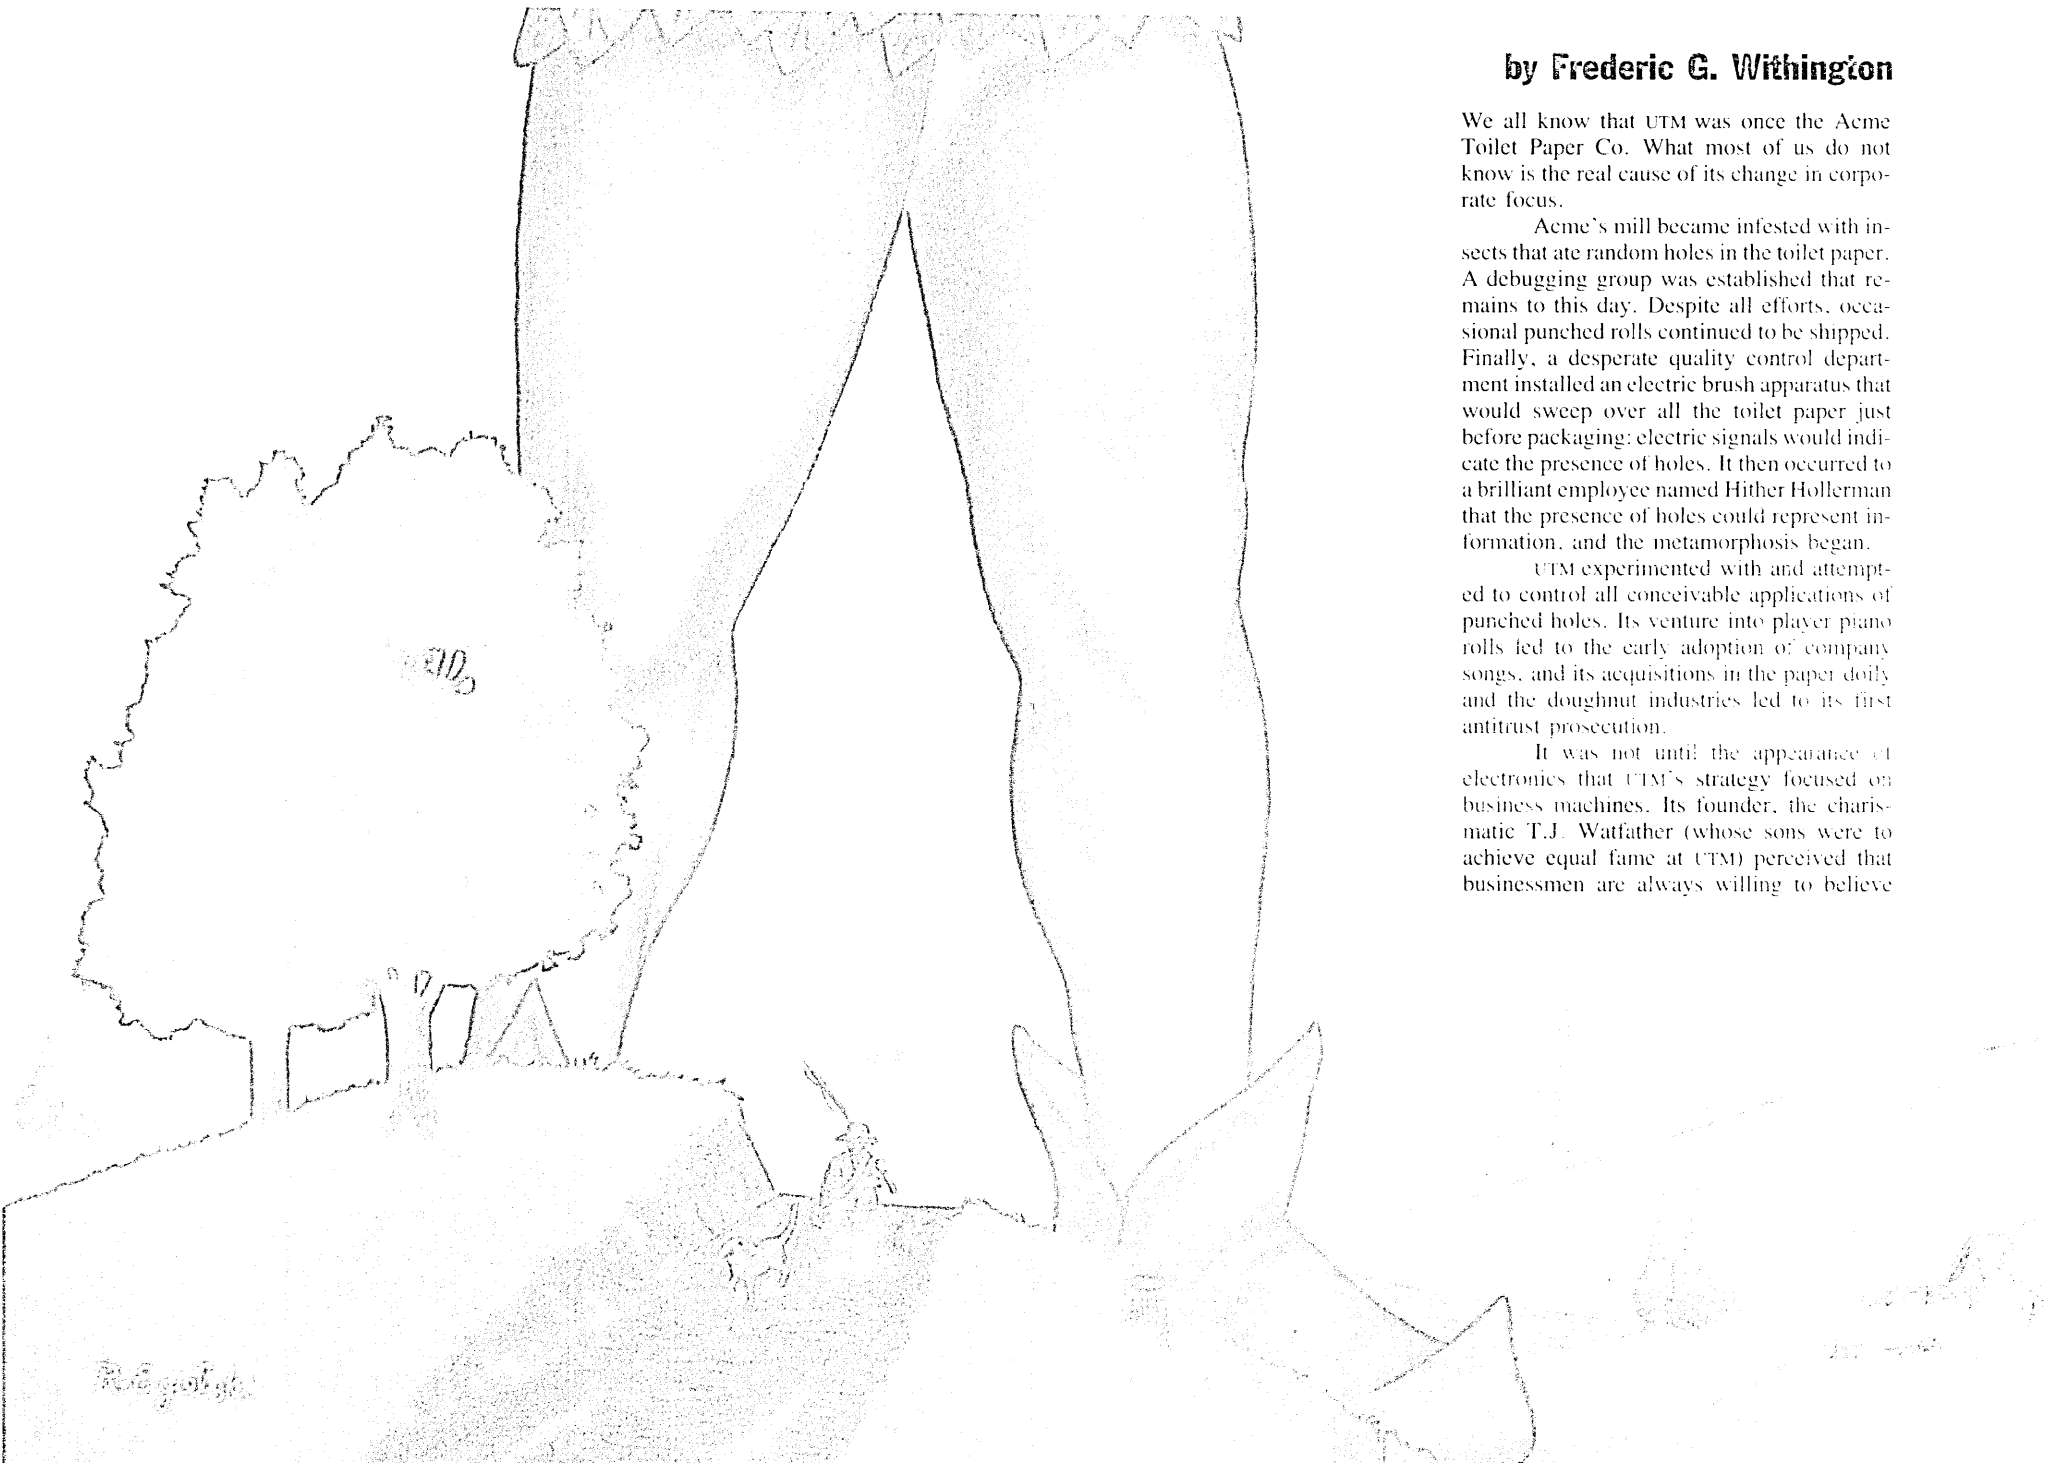 by Frederic G. Withington
We all know that UTM was once the Acme
Toilet Paper Co. What most of us do not
know is the real cause of its change in corpo-
rate focus.
Acme's mill became infested with in-
sects that ate random holes in the toilet paper.
A debugging group was established that re-
mains to this day. Despite all efforts, occa-
sional punched rolls continued to be shipped.
Finally, a desperate quality control depart-
ment installed an electric brush apparatus that
would sweep over all the toilet paper just
before packaging: electric signals would indi-
cate the presence of holes. It then occurred to
a brilliant employee named Hither Hollerman
that the presence of holes could represent in-
formation, and the metamorphosis began.
UTM experimented with and attempt-
ed to control all conceivable applications of
punched holes. Its venture into player piano
rolls led to the early adoption of company
songs, and its acquisitions in the paper doily
and the doughnut industries led to its first
antitrust prosecution.
It was not until the appearance of
electronics that UTM's strategy focused on
business machines. Its founder, the charis-
matic T.J. Watfather (whose sons were to
achieve equal fame at UTM) perceived that
businessmen are always willing to believe